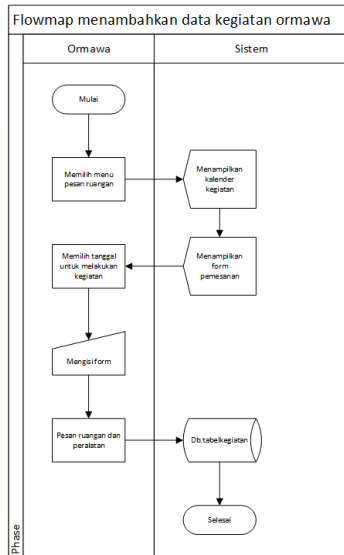 Flowmap menambahkan data kegiatan ormawa
Ormawa
Sistem
Mulai
Memilih menu
pesan ruangan
Menampilkan
kalender
kegiatan
Memilih tanggal
untuk melakukan
kegiatan
Menampilkan
form
pemesanan
Mengisi form
Pesan ruangan dan
peralatan
Db.tabelkegiatan
Selesai
Phase